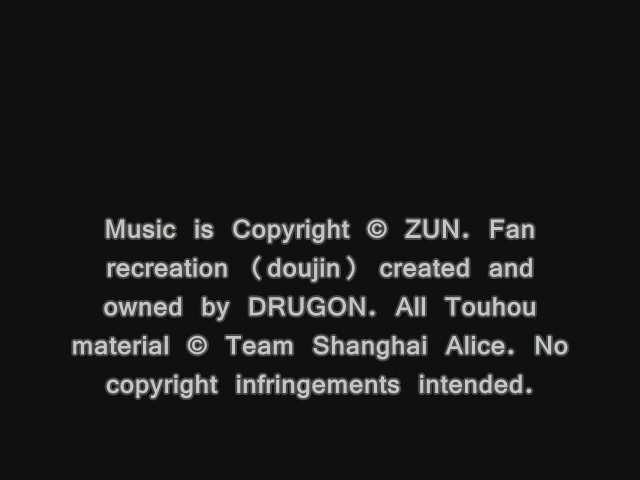 Music is Copyright © ZUN. Fan
recreation (doujin) created and
owned by DRUGON. All Touhou
material © Team Shanghai Alice. No
copyright infringements intended.